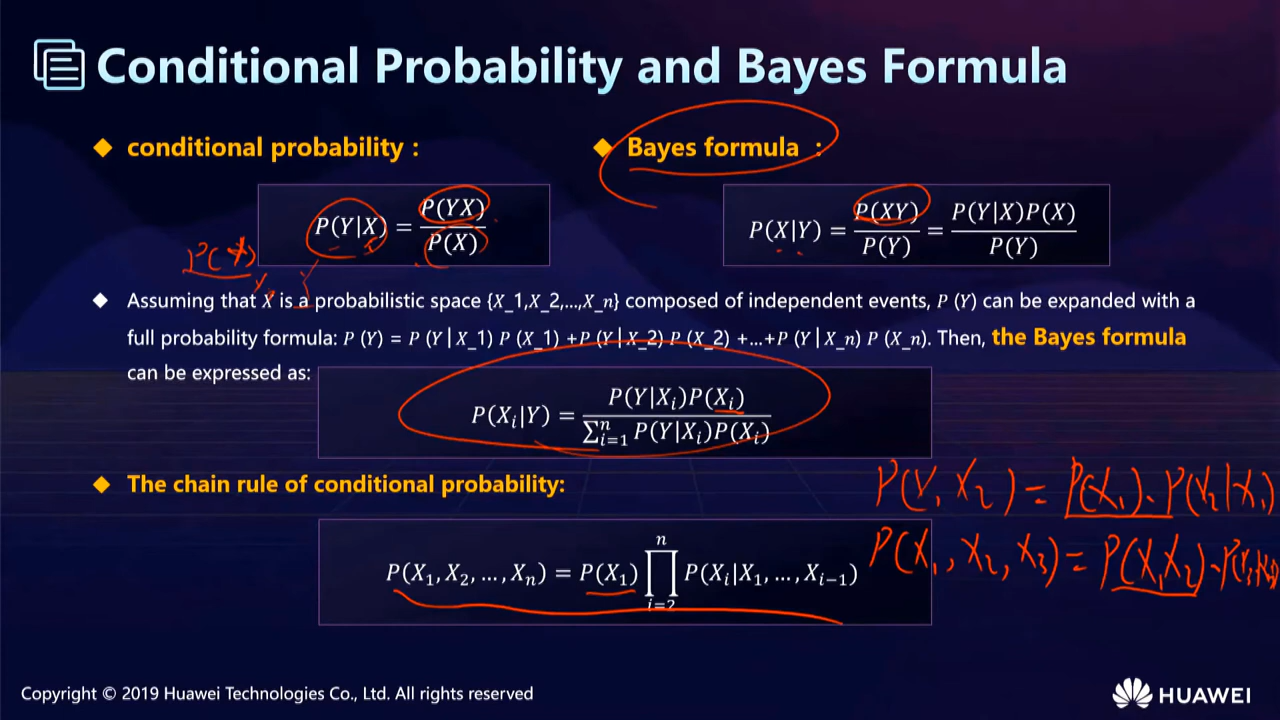 Conditional Probability and Bayes Formula
◆ conditional probability :
P(Y|X) = P(YX) / P(X)
P(X)
◆ Bayes formula :
P(X|Y) = P(XY) / P(Y) = P(Y|X)P(X) / P(Y)
◆ Assuming that X is a probabilistic space {X_1,X_2,...,X_n} composed of independent events, P (Y) can be expanded with a
full probability formula: P (Y) = P (Y|X_1) P (X_1) +P (Y|X_2) P (X_2) +...+P (Y|X_n) P (X_n). Then, the Bayes formula
can be expressed as:
P(X_i|Y) = P(Y|X_i)P(X_i) / ∑_{i=1}^{n} P(Y|X_i)P(X_i)
◆ The chain rule of conditional probability:
P(X_1, X_2, ..., X_n) = P(X_1) ∏_{i=2}^{n} P(X_i|X_1, ..., X_{i−1})
P(X_1 X_2) = P(X_1) · P(X_2|X_1)
P(X_1, X_2, X_3) = P(X_1 X_2) ·
Copyright © 2019 Huawei Technologies Co., Ltd. All rights reserved
HUAWEI